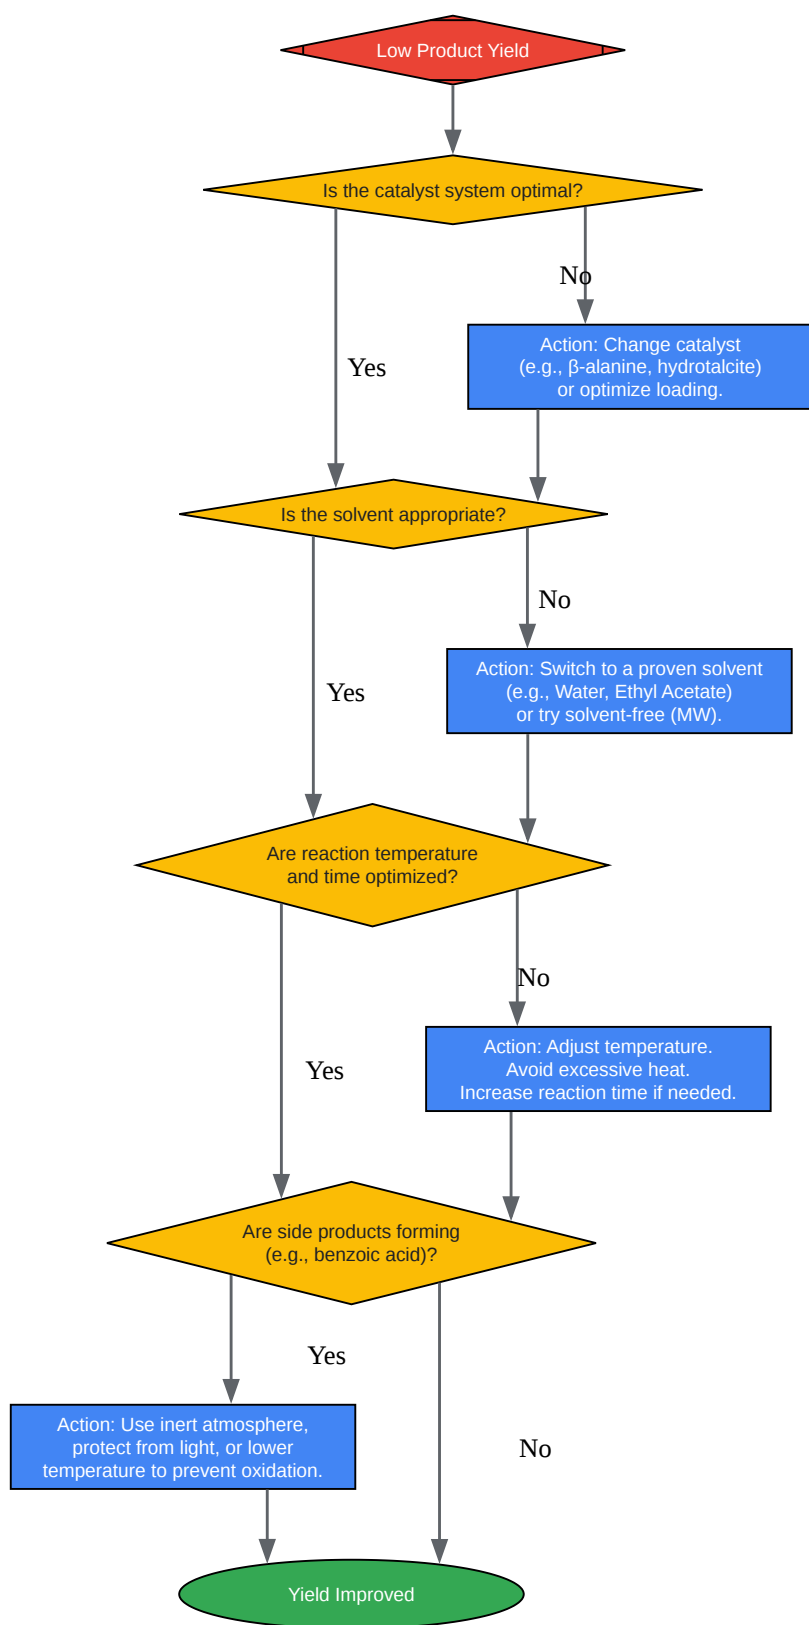 Low Product Yield
Is the catalyst system optimal?
No
Yes
Action: Change catalyst
(e.g., β-alanine, hydrotalcite)
or optimize loading.
Is the solvent appropriate?
No
Yes
Action: Switch to a proven solvent
(e.g., Water, Ethyl Acetate)
or try solvent-free (MW).
Are reaction temperature
and time optimized?
No
Yes
Action: Adjust temperature.
Avoid excessive heat.
Increase reaction time if needed.
Are side products forming
(e.g., benzoic acid)?
Yes
No
Action: Use inert atmosphere,
protect from light, or lower
temperature to prevent oxidation.
Yield Improved